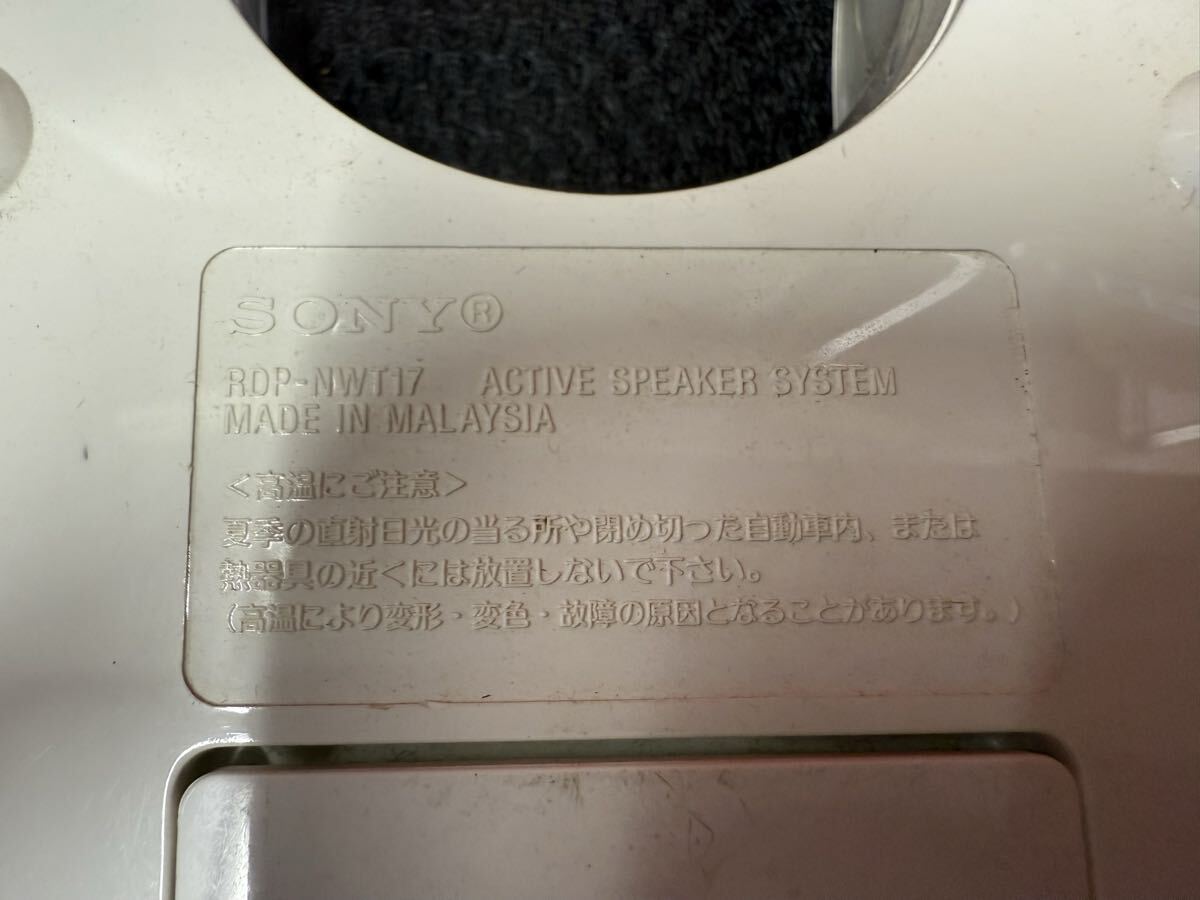 SONY®
RDP-NWT17 ACTIVE SPEAKER SYSTEM
MADE IN MALAYSIA
<高温にご注意>
夏季の直射日光の当る所や閉め切った自動車内、または
熱器具の近くには放置しないで下さい。
(高温により変形・変色・故障の原因となることがあります。)